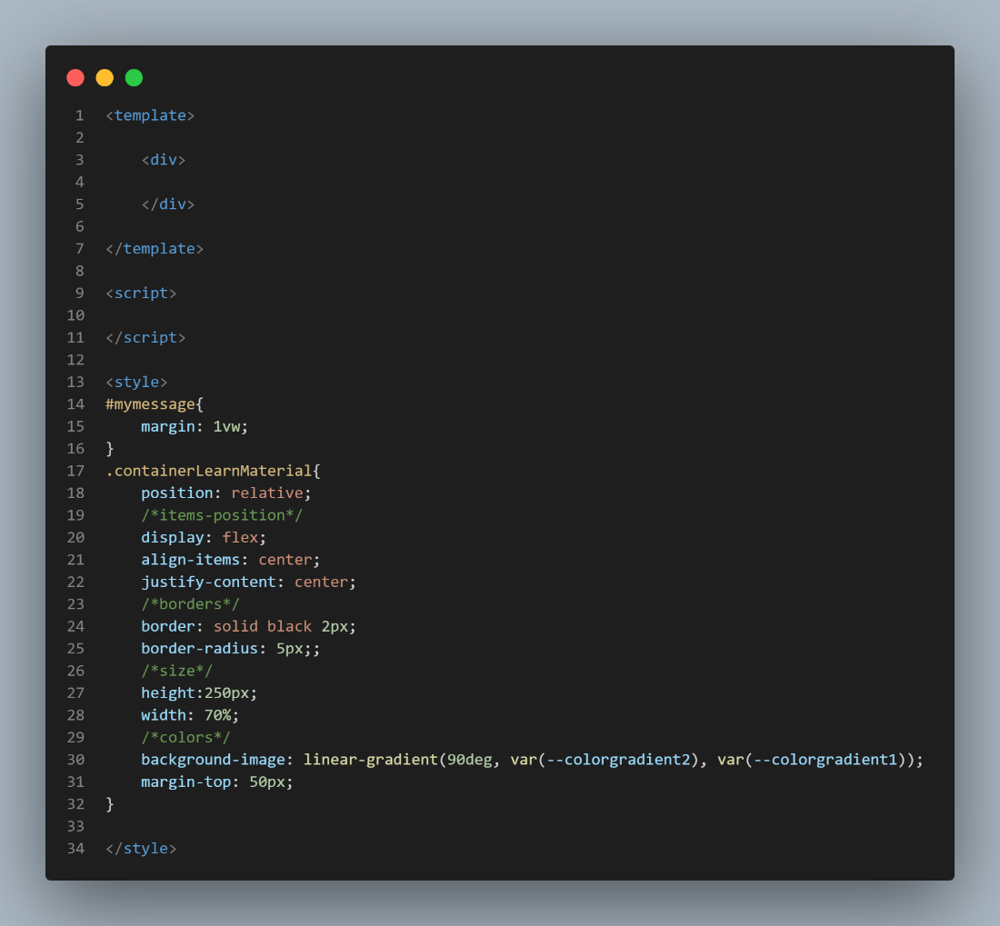 1 <template>
2
3     <div>
4
5     </div>
6
7 </template>
8
9 <script>
10
11 </script>
12
13 <style>
14 #mymessage{
15     margin: 1vw;
16 }
17 .containerLearnMaterial{
18     position: relative;
19     /*items-position*/
20     display: flex;
21     align-items: center;
22     justify-content: center;
23     /*borders*/
24     border: solid black 2px;
25     border-radius: 5px;;
26     /*size*/
27     height:250px;
28     width: 70%;
29     /*colors*/
30     background-image: linear-gradient(90deg, var(--colorgradient2), var(--colorgradient1));
31     margin-top: 50px;
32 }
33
34 </style>